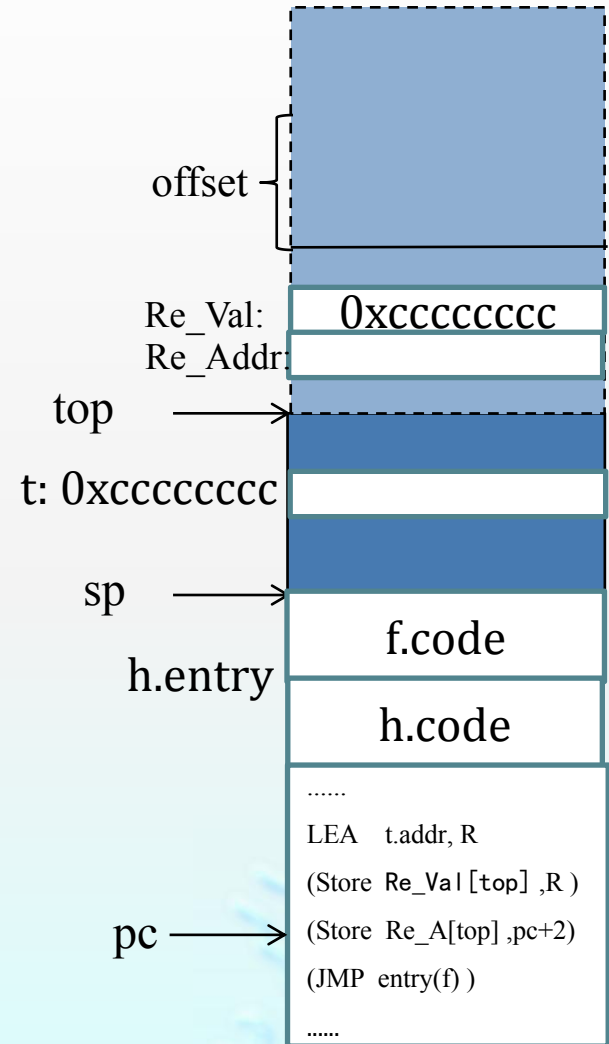 offset
Re_Val: 0xcccccccc
Re_Addr:
top
t: 0xcccccccc
sp
f.code
h.entry
h.code
......
LEA t.addr, R
(Store Re_Val[top] ,R )
pc
(Store Re_A[top] ,pc+2)
(JMP entry(f) )
......